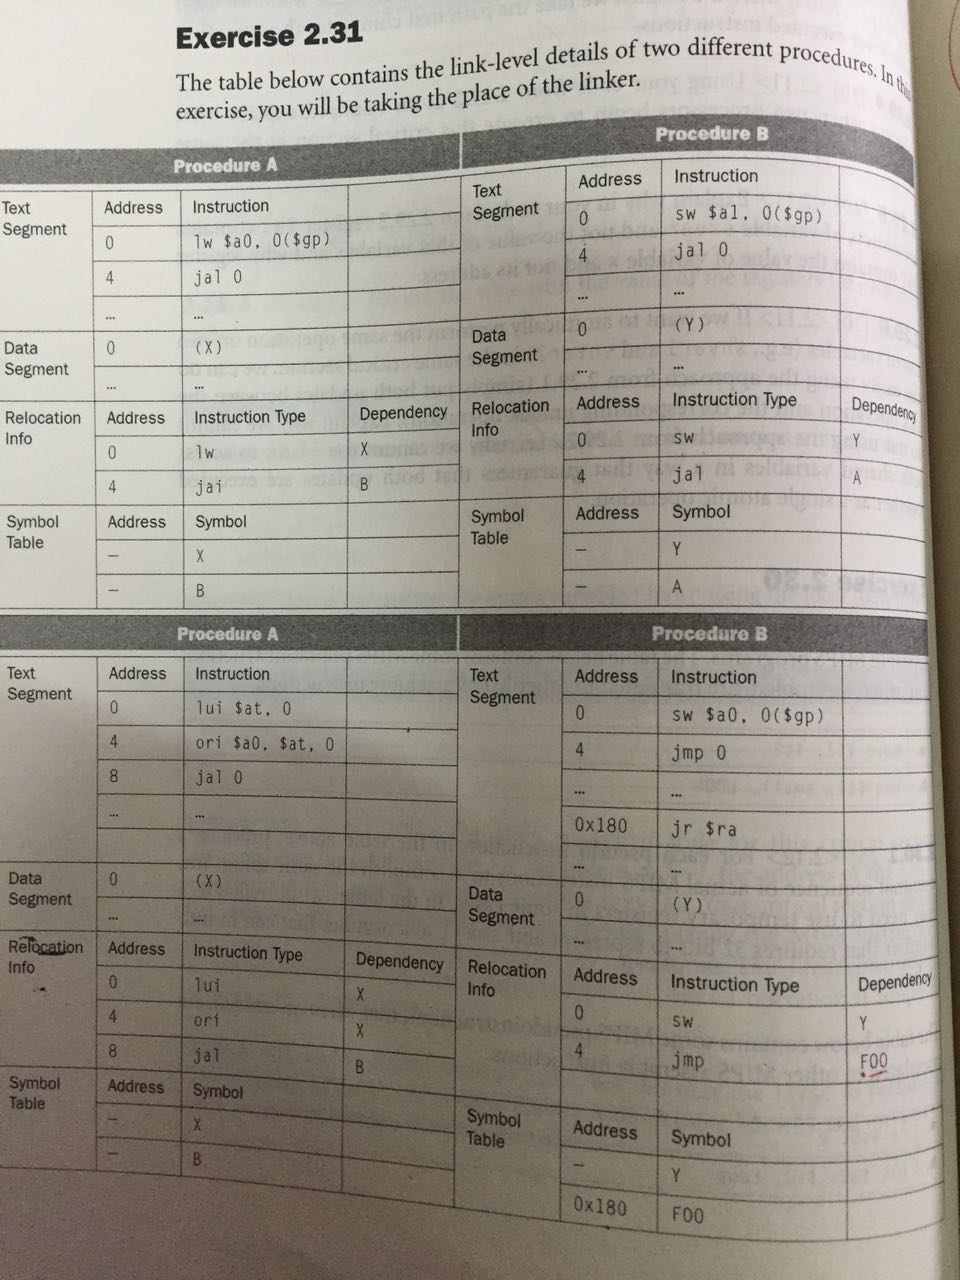 Exercise 2.31
The table below contains the link-level details of two different procedures. In this
exercise, you will be taking the place of the linker.
Procedure A
Procedure B
Text Segment Address Instruction
0 lw $a0, 0($gp)
4 jal 0
... ...
Data Segment 0 (X)
... ...
Relocation Info Address Instruction Type Dependency
0 lw X
4 jai B
Symbol Table Address Symbol
– X
– B
Text Segment Address Instruction
0 sw $a1, 0($gp)
4 jal 0
... ...
Data Segment 0 (Y)
... ...
Relocation Info Address Instruction Type Dependency
0 sw Y
4 jal A
Symbol Table Address Symbol
– Y
– A
Procedure A
Procedure B
Text Segment Address Instruction
0 lui $at, 0
4 ori $a0, $at, 0
8 jal 0
... ...
Data Segment 0 (X)
... ...
Relocation Info Address Instruction Type Dependency
0 lui X
4 ori X
8 jal B
Symbol Table Address Symbol
– X
– B
Text Segment Address Instruction
0 sw $a0, 0($gp)
4 jmp 0
... ...
0x180 jr $ra
... ...
Data Segment 0 (Y)
... ...
Relocation Info Address Instruction Type Dependency
0 sw Y
4 jmp FOO
Symbol Table Address Symbol
– Y
0x180 FOO